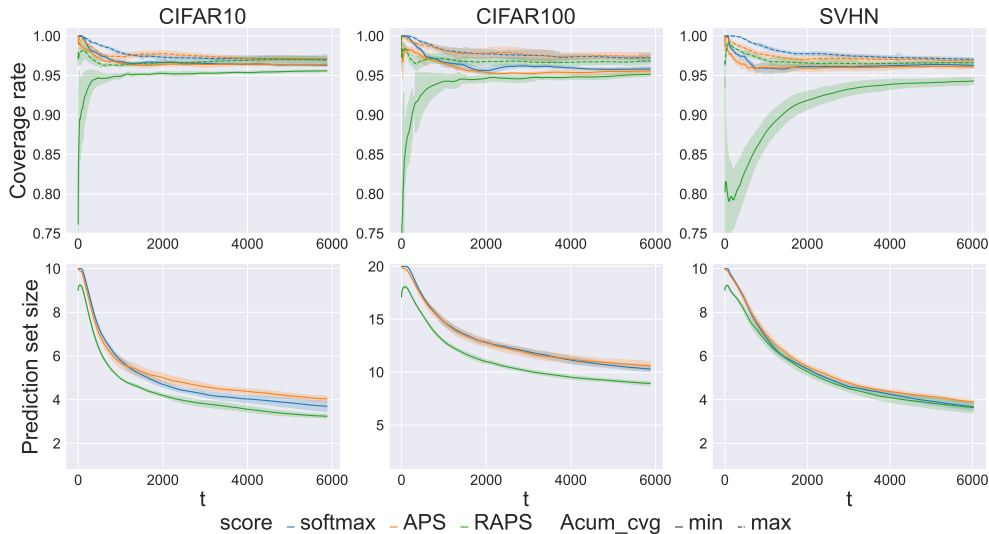 CIFAR10 CIFAR100 SVHN
Coverage rate
1.00 1.00 1.00
0.95 0.95 0.95
0.90 0.90 0.90
0.85 0.85 0.85
0.80 0.80 0.80
0.75 0.75 0.75
0 2000 4000 6000 0 2000 4000 6000 0 2000 4000 6000
Prediction set size
10 20 10
8 15 8
6 10 6
4 5 4
2 2
0 2000 4000 6000 0 2000 4000 6000 0 2000 4000 6000
t t t
score softmax APS RAPS Acum_cvg min max